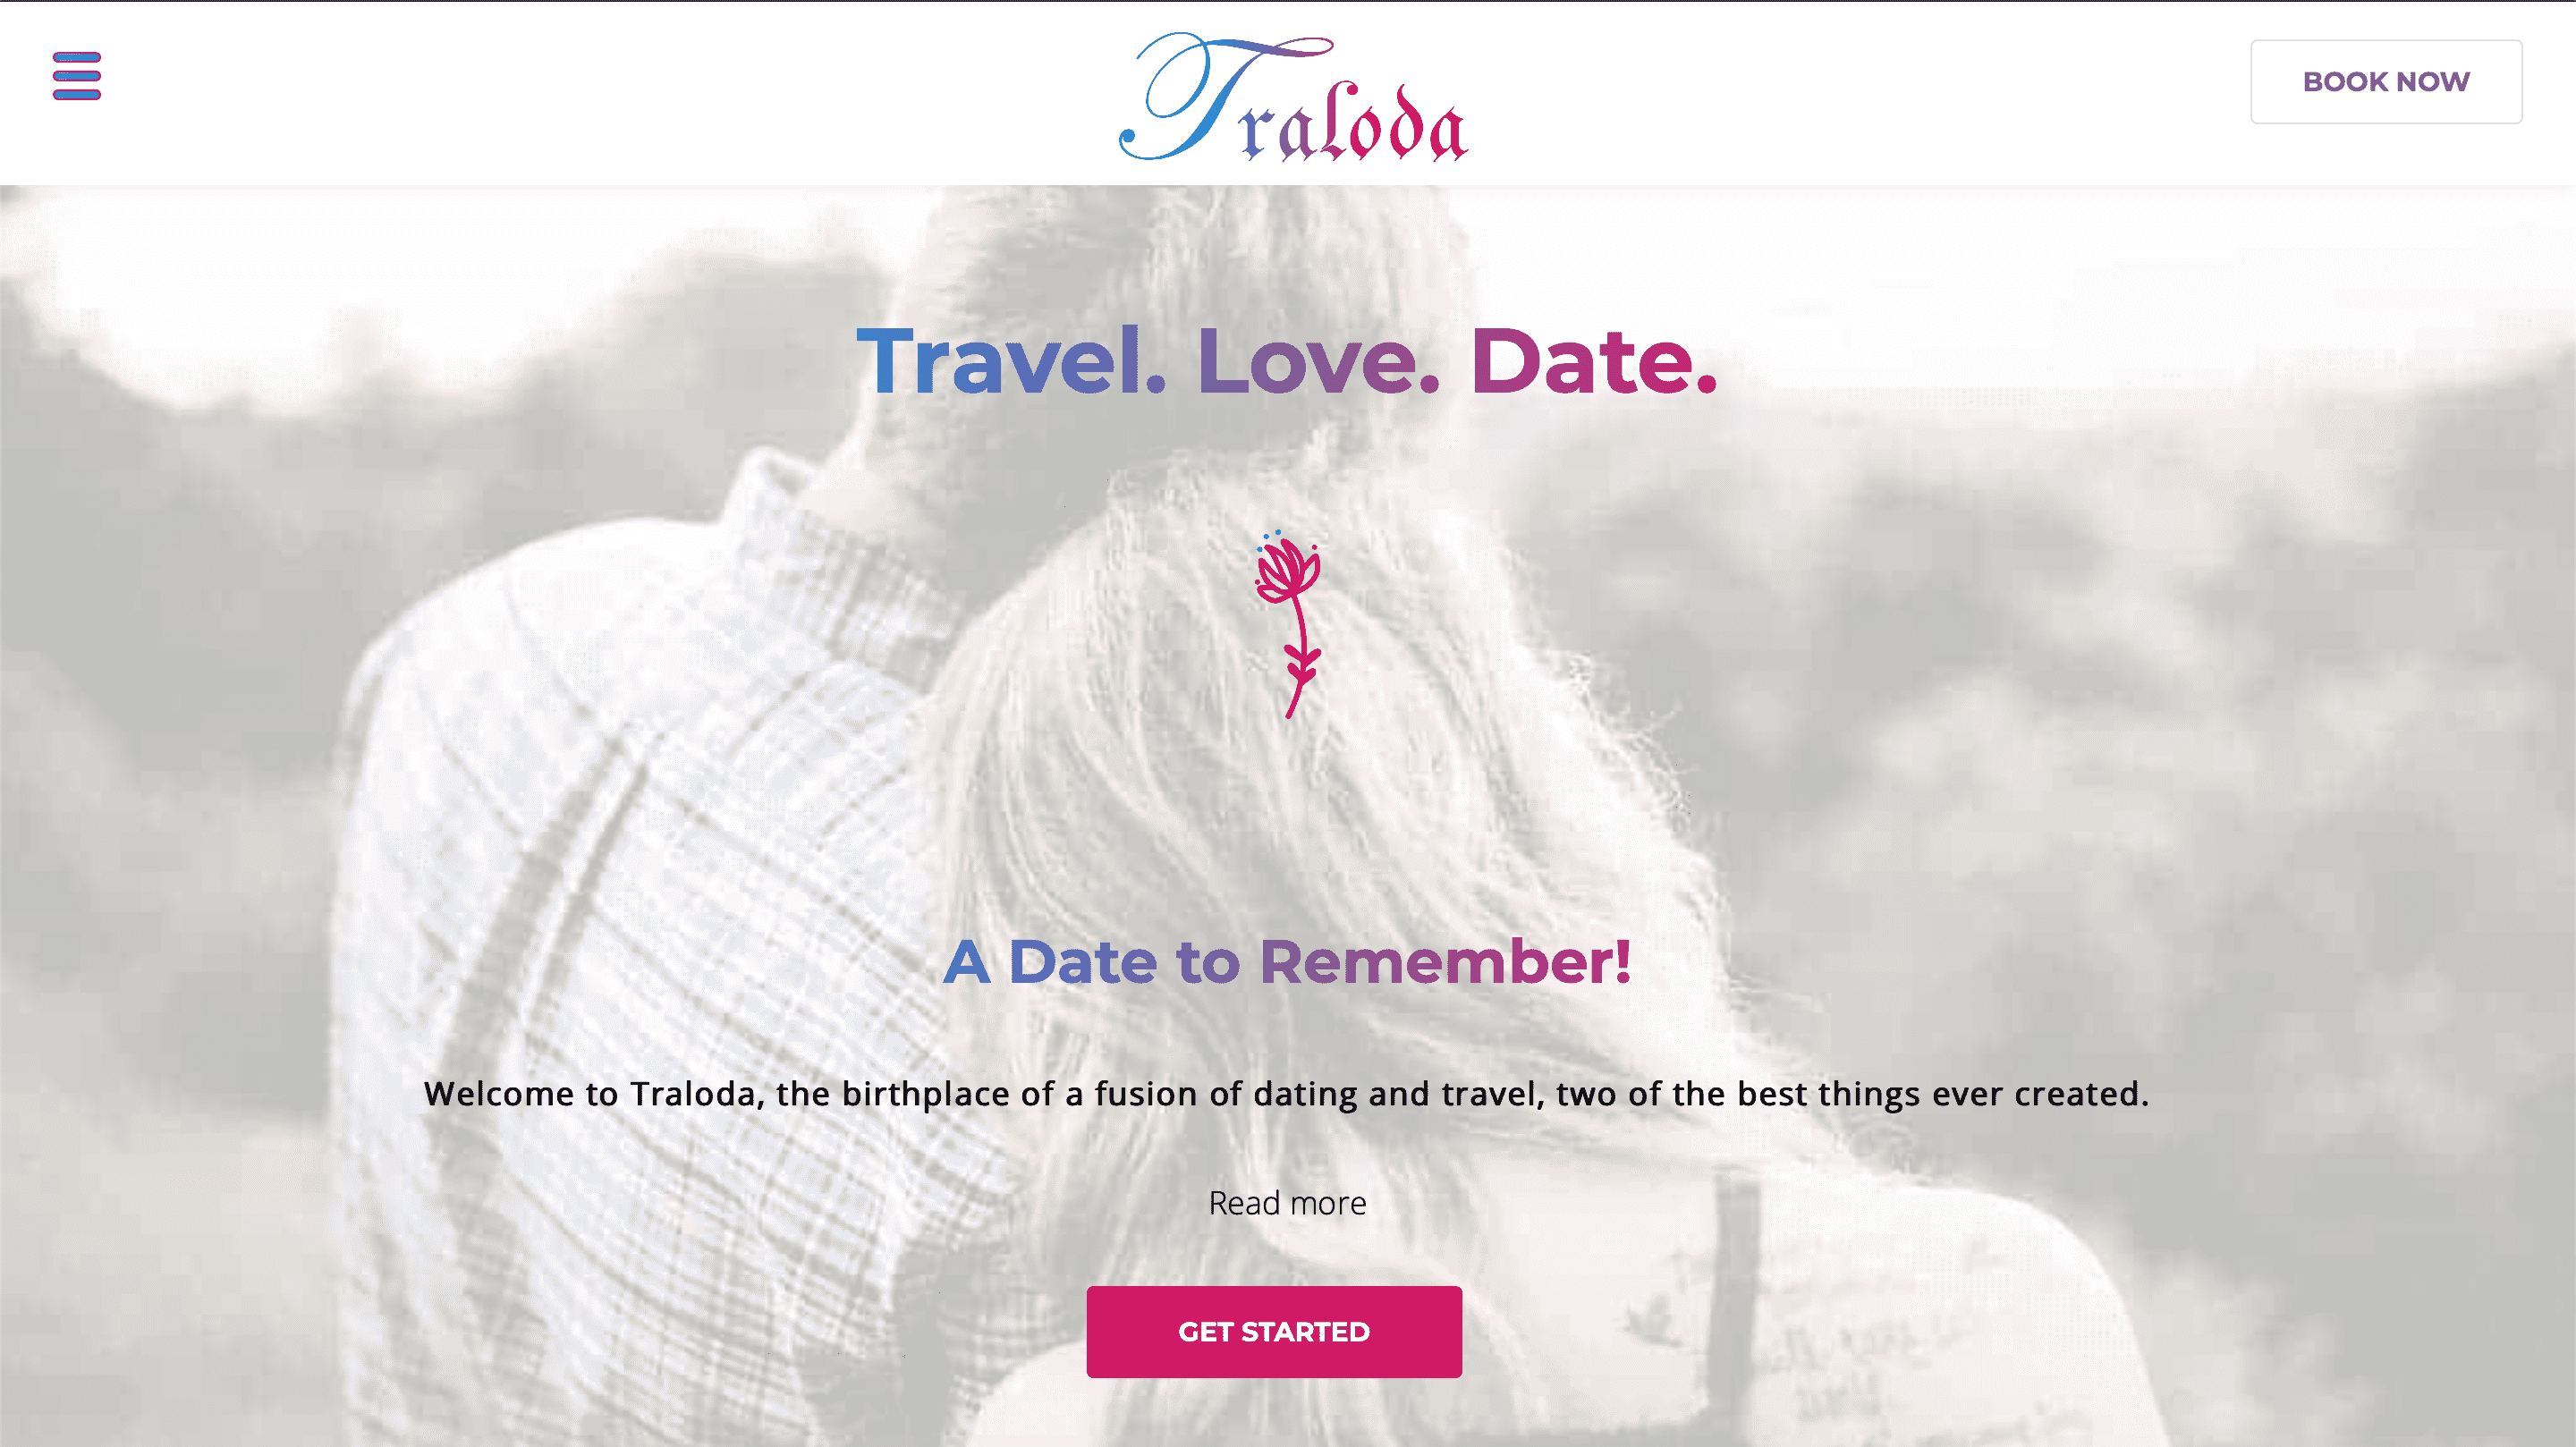 Traloda
BOOK NOW
Travel. Love. Date.
A Date to Remember!
Welcome to Traloda, the birthplace of a fusion of dating and travel, two of the best things ever created.
Read more
GET STARTED